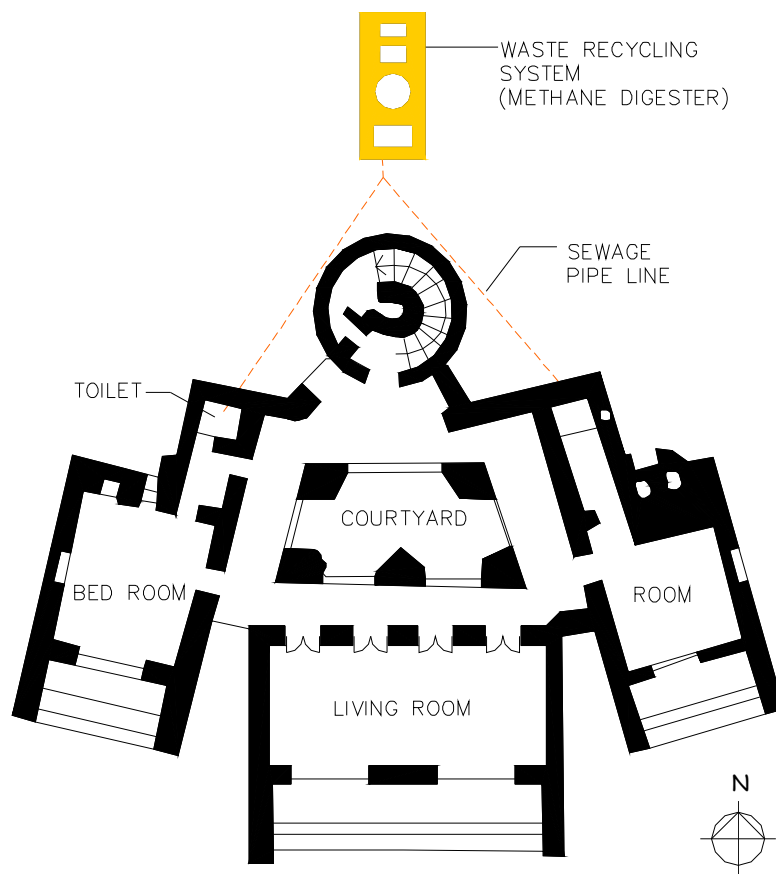 WASTE RECYCLING
SYSTEM
(METHANE DIGESTER)
SEWAGE
PIPE LINE
TOILET
COURTYARD
BED ROOM
ROOM
LIVING ROOM
N